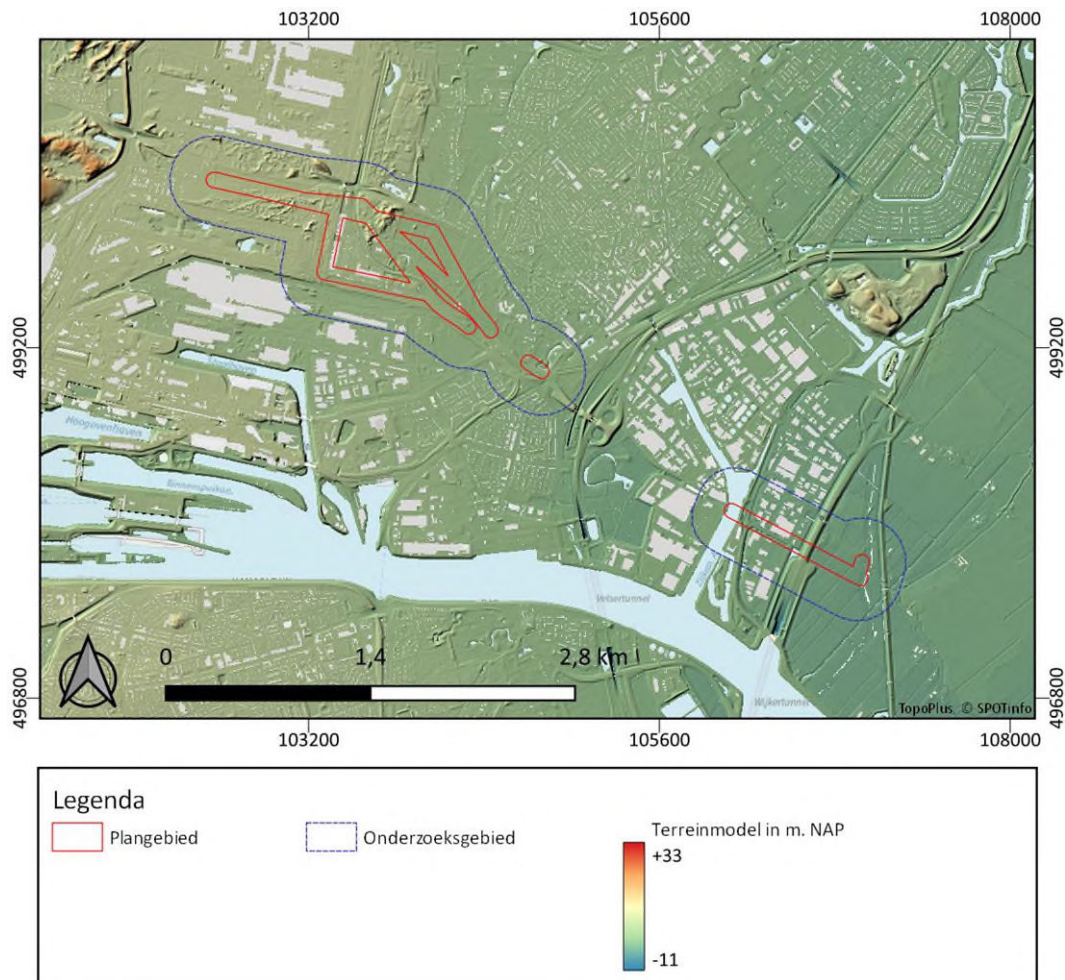 103200 105600 108000
499200 499200
Hoogovenhaven
Velsertunnel
0 1,4 2,8 km
496800 496800
Wijkertunnel
TopoPlus © SPOTinfo
103200 105600 108000
Legenda
Plangebied Onderzoeksgebied Terreinmodel in m. NAP
+33
-11